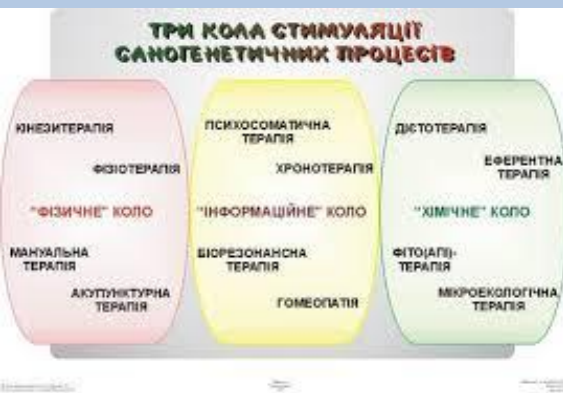 ТРИ КОЛА СТИМУЛЯЦІЇ
САНОГЕНЕТИЧНИХ ПРОЦЕСІВ
КІНЕЗИТЕРАПІЯ
ФІЗІОТЕРАПІЯ
"ФІЗИЧНЕ" КОЛО
МАНУАЛЬНА
ТЕРАПІЯ
АКУПУНКТУРНА
ТЕРАПІЯ
ПСИХОСОМАТИЧНА
ТЕРАПІЯ
ХРОНОТЕРАПІЯ
"ІНФОРМАЦІЙНЕ" КОЛО
БІОРЕЗОНАНСНА
ТЕРАПІЯ
ГОМЕОПАТІЯ
ДІЄТОТЕРАПІЯ
ЕФЕРЕНТНА
ТЕРАПІЯ
"ХІМІЧНЕ" КОЛО
ФІТО(АПІ)-
ТЕРАПІЯ
МІКРОЕКОЛОГІЧНА
ТЕРАПІЯ